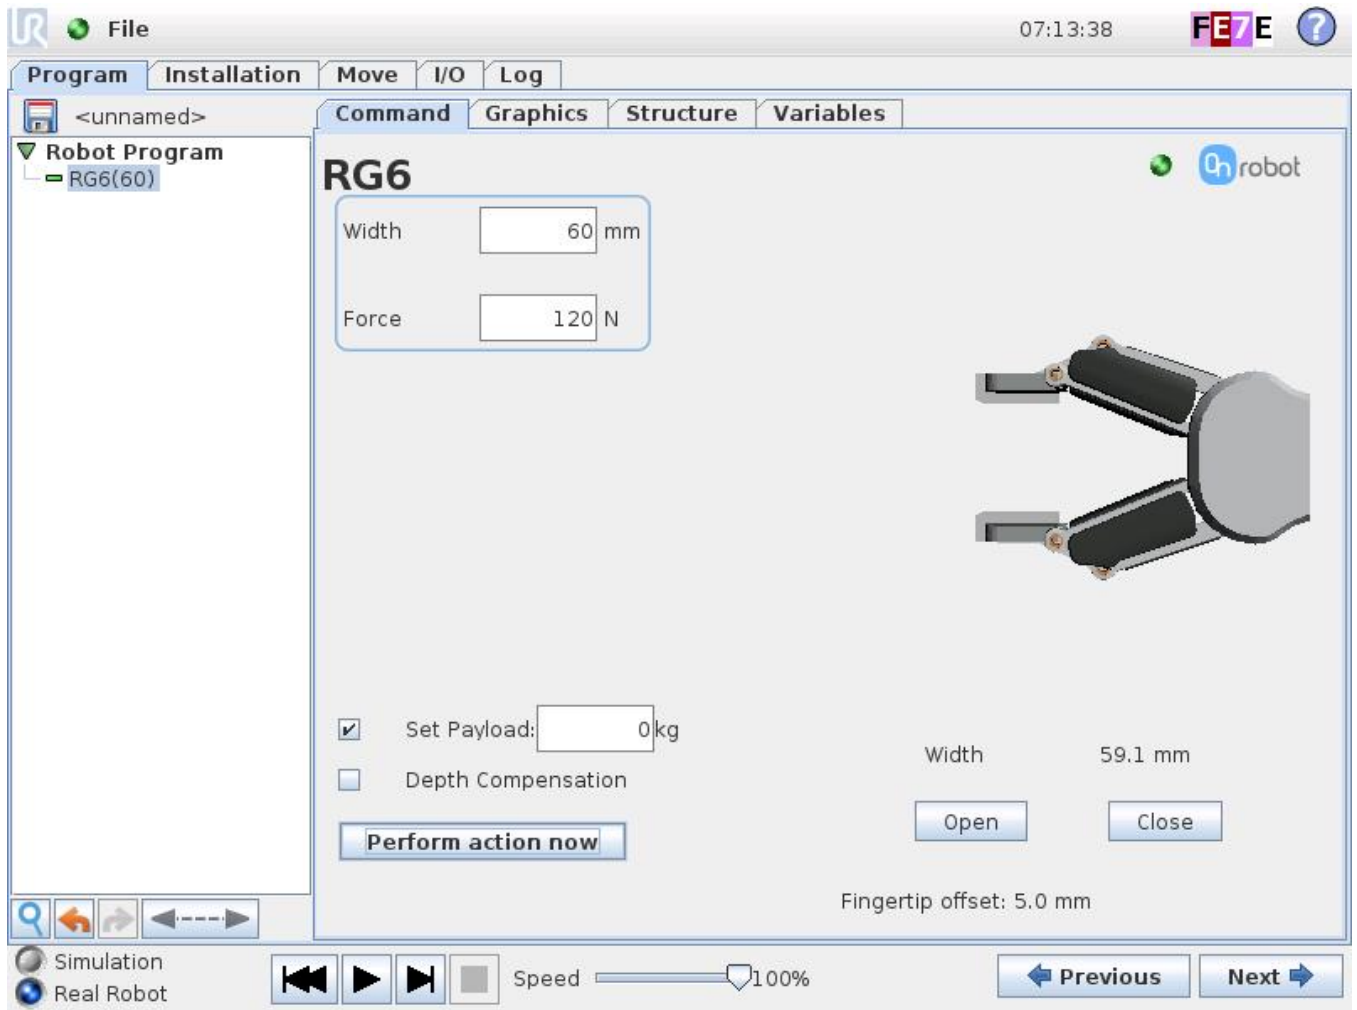 UR File 07:13:38 FE7E ?
Program Installation Move I/O Log
<unnamed> Command Graphics Structure Variables
Robot Program
RG6(60)
RG6 On robot
Width 60 mm
Force 120 N
Set Payload: 0 kg
Width 59.1 mm
Depth Compensation
Open Close
Perform action now
Fingertip offset: 5.0 mm
Simulation
Real Robot
Speed 100%
Previous Next